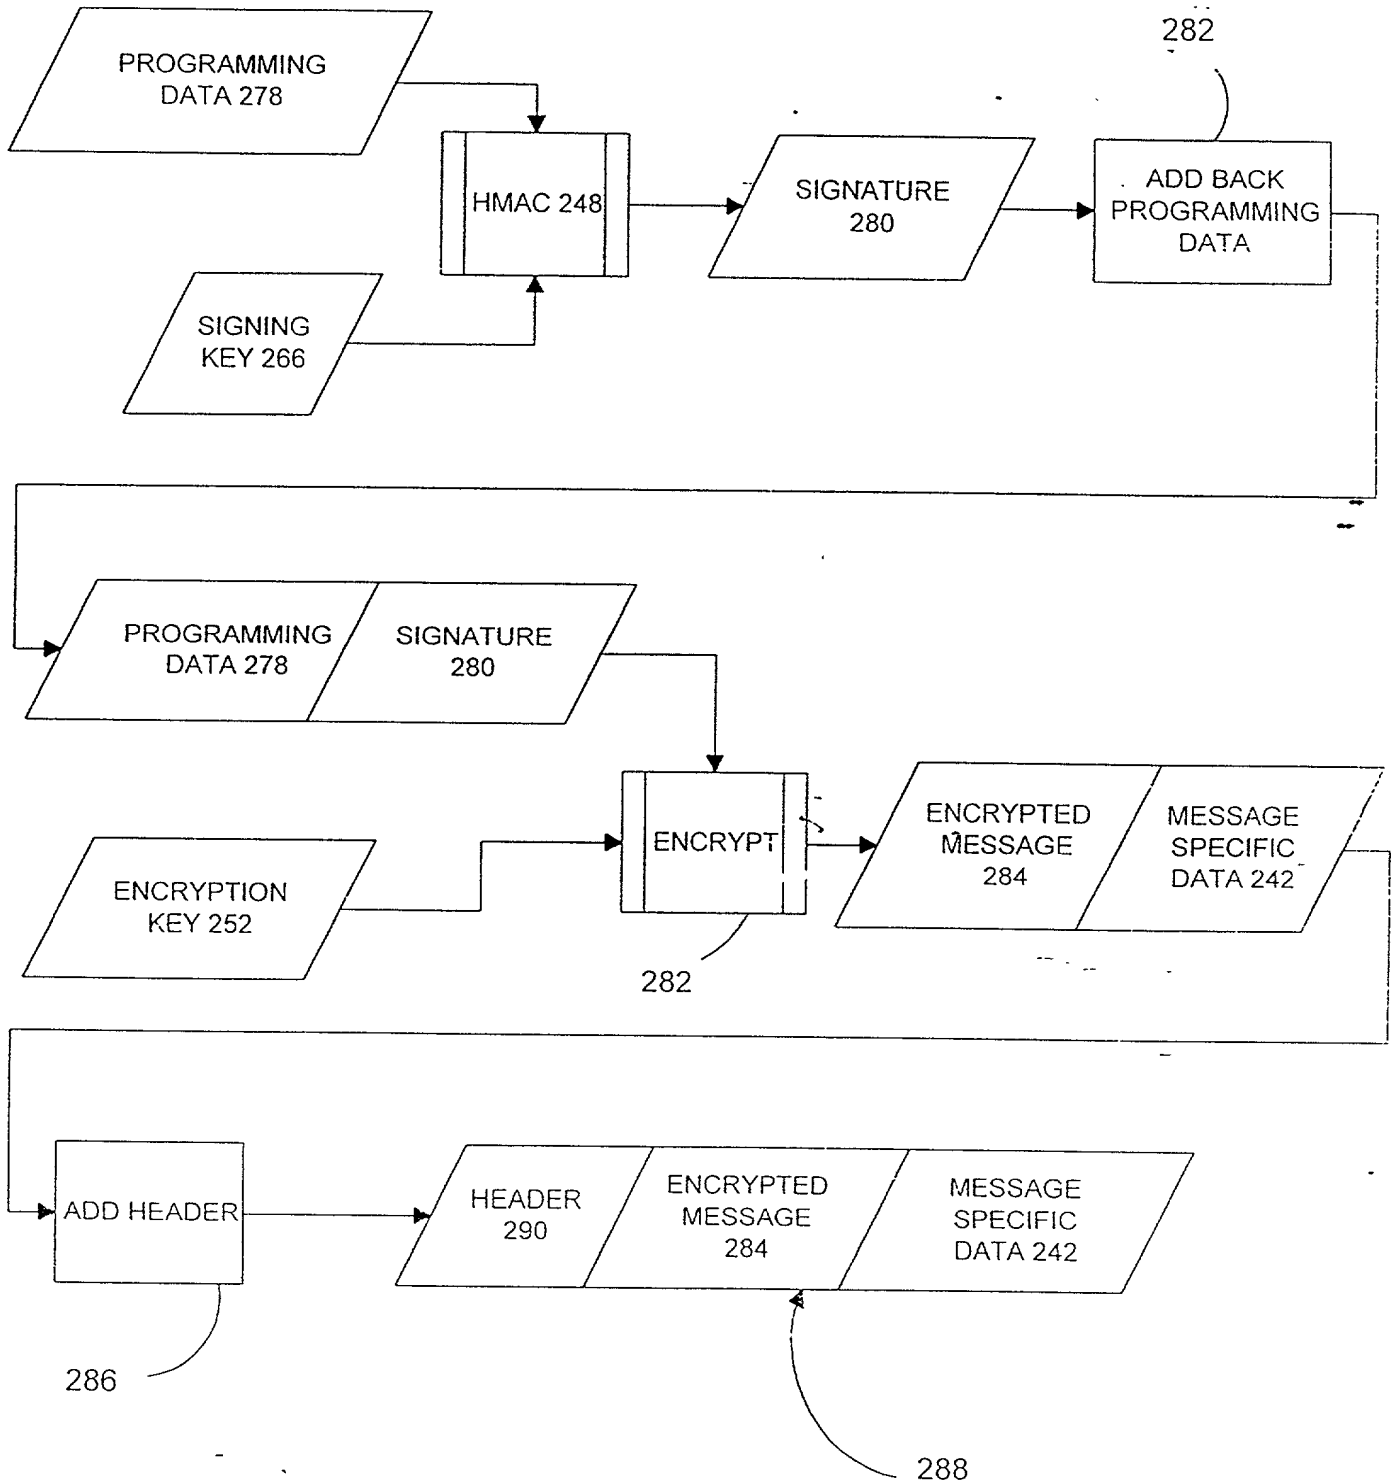 282
PROGRAMMING
DATA 278
HMAC 248
SIGNATURE
280
ADD BACK
PROGRAMMING
DATA
SIGNING
KEY 266
PROGRAMMING
DATA 278
SIGNATURE
280
ENCRYPT
ENCRYPTED
MESSAGE
284
MESSAGE
SPECIFIC
DATA 242
ENCRYPTION
KEY 252
282
ADD HEADER
HEADER
290
ENCRYPTED
MESSAGE
284
MESSAGE
SPECIFIC
DATA 242
286
288